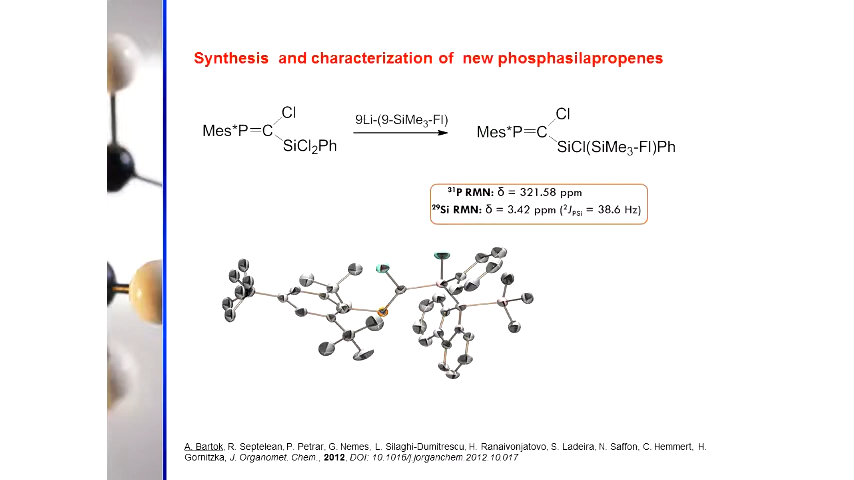 Synthesis and characterization of new phosphasilapropenes
Cl
Mes*P=C
SiCl₂Ph
9Li-(9-SiMe₃-Fl)
Cl
Mes*P=C
SiCl(SiMe₃-Fl)Ph
³¹P RMN: δ = 321.58 ppm
²⁹Si RMN: δ = 3.42 ppm (²J_PSi = 38.6 Hz)
A. Bartok, R. Septelean, P. Petrar, G. Nemes, L. Silaghi-Dumitrescu, H. Ranaivonjatovo, S. Ladeira, N. Saffon, C. Hemmert, H.
Gornitzka, J. Organomet. Chem., 2012, DOI: 10.1016/j jorganchem.2012.10.017